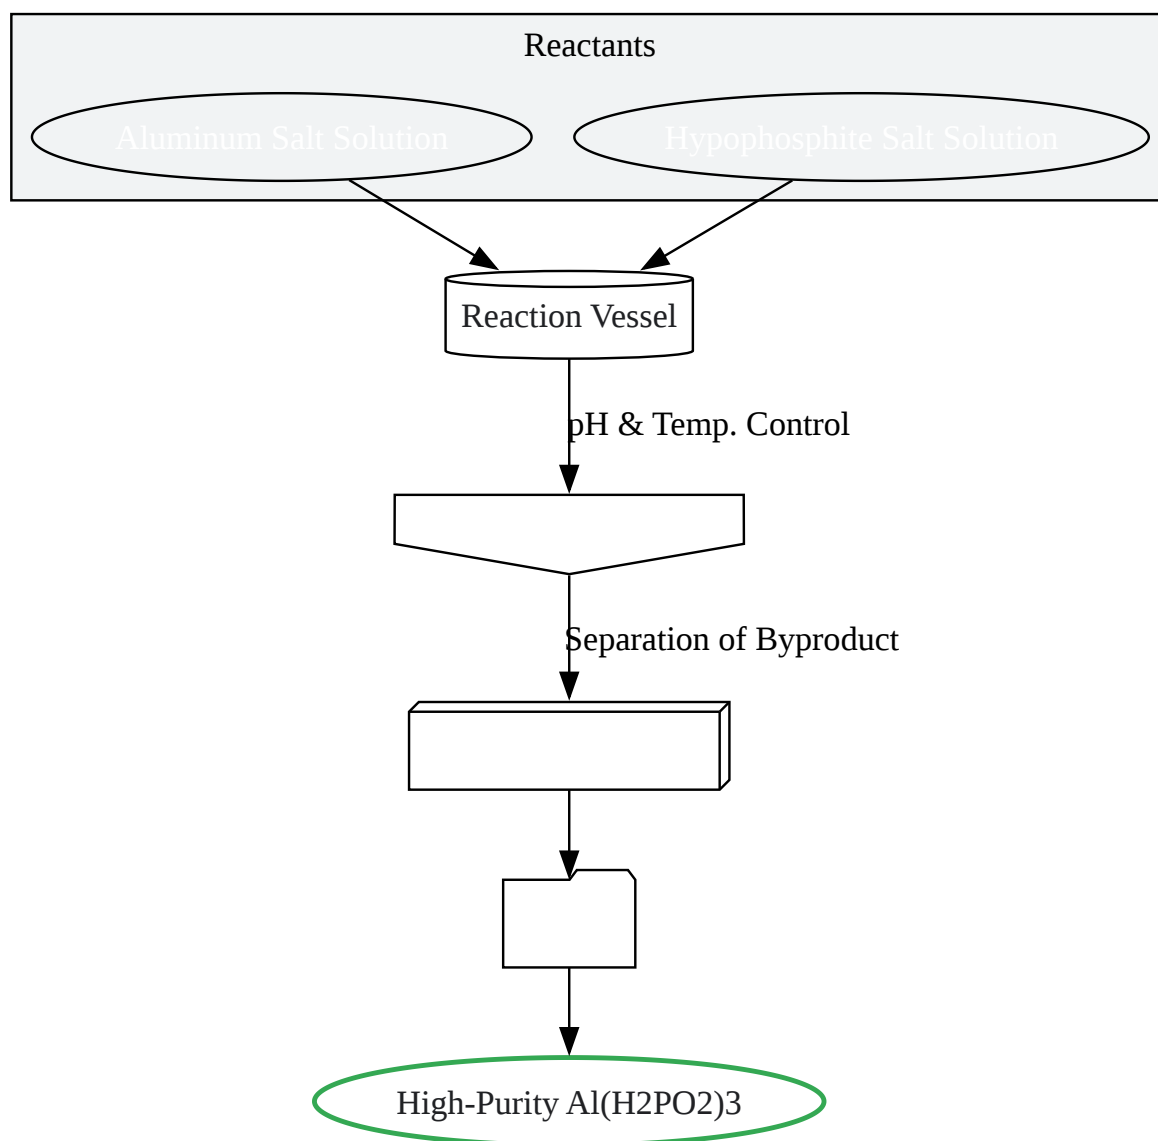 Reactants
Aluminum Salt Solution
Hypophosphite Salt Solution
Reaction Vessel
pH & Temp. Control
Separation of Byproduct
High-Purity Al(H2PO2)3